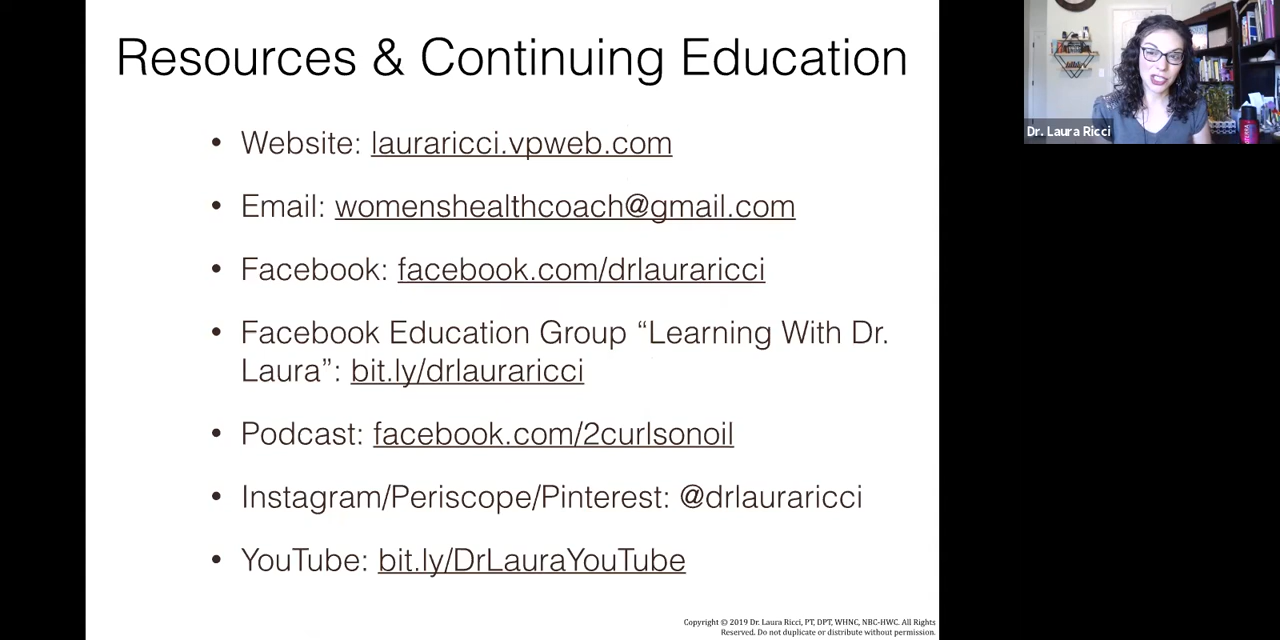 Resources & Continuing Education
• Website: lauraricci.vpweb.com
• Email: womenshealthcoach@gmail.com
• Facebook: facebook.com/drlauraricci
• Facebook Education Group “Learning With Dr.
Laura”: bit.ly/drlauraricci
• Podcast: facebook.com/2curlsonoil
• Instagram/Periscope/Pinterest: @drlauraricci
• YouTube: bit.ly/DrLauraYouTube
Copyright © 2019 Dr. Laura Ricci, PT, DPT, WHNC, NBC-HWC. All Rights
Reserved. Do not duplicate or distribute without permission.
Dr. Laura Ricci